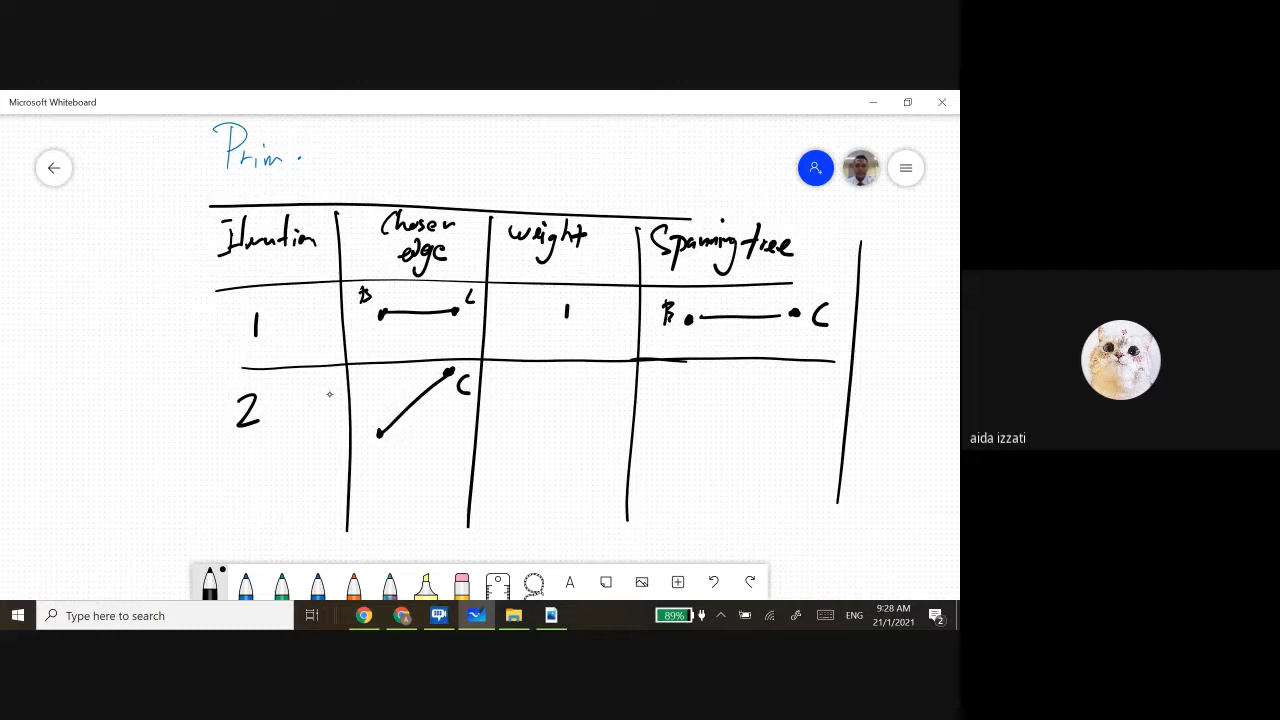 Microsoft Whiteboard
Prim.
Iteration
Chosen
edge
weight
Spanning tree
1
B
C
1
B
C
2
C
aida izzati
A
Type here to search
89%
ENG
9:28 AM
21/1/2021
2